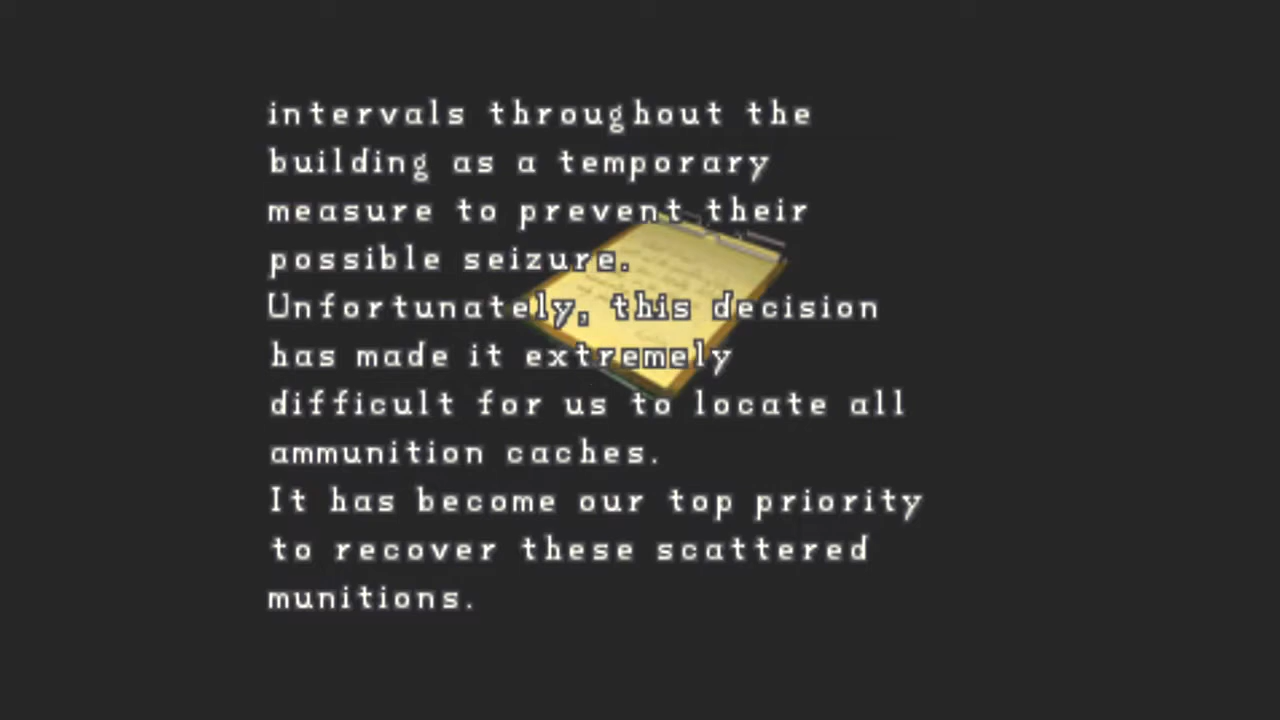 intervals throughout the
building as a temporary
measure to prevent their
possible seizure.
Unfortunately, this decision
has made it extremely
difficult for us to locate all
ammunition caches.
It has become our top priority
to recover these scattered
munitions.